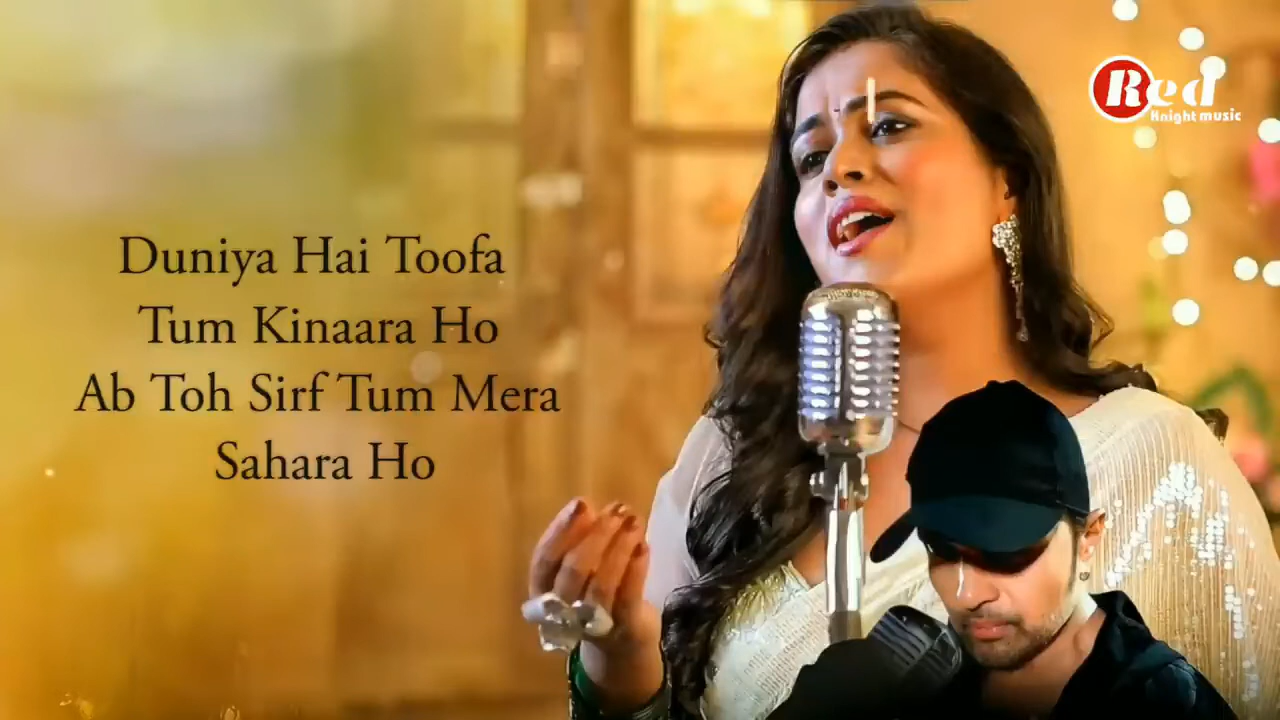 Red
Knight music
Duniya Hai Toofa
Tum Kinaara Ho
Ab Toh Sirf Tum Mera
Sahara Ho